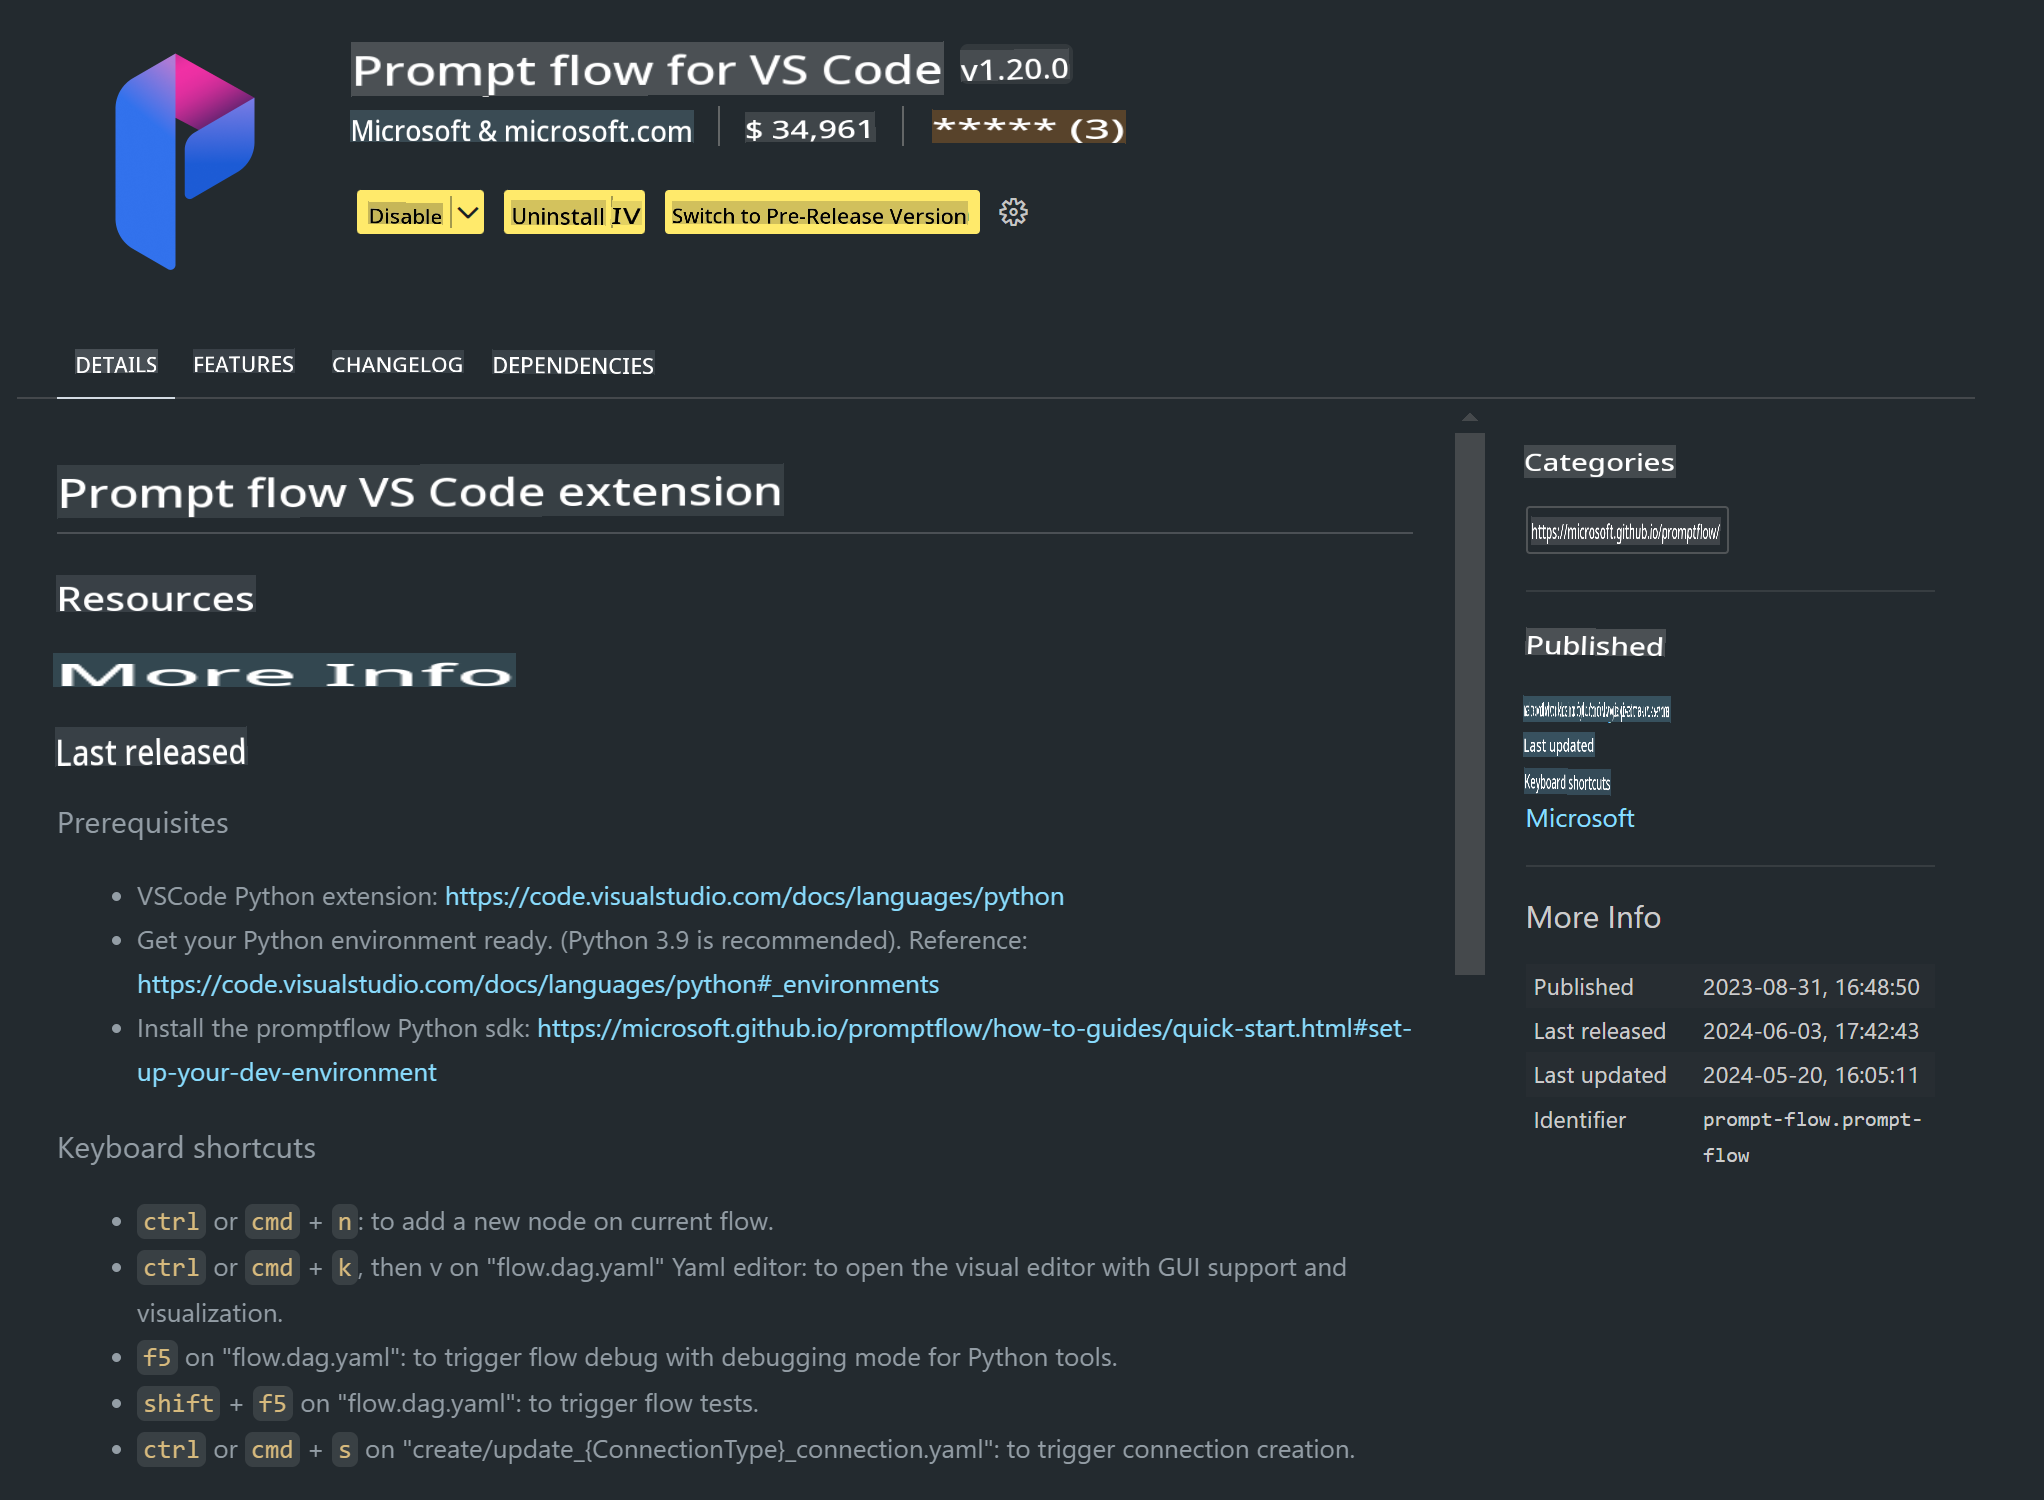 Prompt flow for VS Code v1.20.0
Microsoft & microsoft.com $ 34,961 ***** (3)
Disable Uninstall IV Switch to Pre-Release Version
DETAILS FEATURES CHANGELOG DEPENDENCIES
Prompt flow VS Code extension
Resources
More Info
Last released
Prerequisites
VSCode Python extension: https://code.visualstudio.com/docs/languages/python
Get your Python environment ready. (Python 3.9 is recommended). Reference:
https://code.visualstudio.com/docs/languages/python#_environments
Install the promptflow Python sdk: https://microsoft.github.io/promptflow/how-to-guides/quick-start.html#set-
up-your-dev-environment
Keyboard shortcuts
ctrl or cmd + n: to add a new node on current flow.
ctrl or cmd + k, then v on "flow.dag.yaml" Yaml editor: to open the visual editor with GUI support and
visualization.
f5 on "flow.dag.yaml": to trigger flow debug with debugging mode for Python tools.
shift + f5 on "flow.dag.yaml": to trigger flow tests.
ctrl or cmd + s on "create/update_{ConnectionType}_connection.yaml": to trigger connection creation.
Categories
https://microsoft.github.io/promptflow/
Published
Last updated
Keyboard shortcuts
Microsoft
More Info
Published 2023-08-31, 16:48:50
Last released 2024-06-03, 17:42:43
Last updated 2024-05-20, 16:05:11
Identifier prompt-flow.prompt-
flow